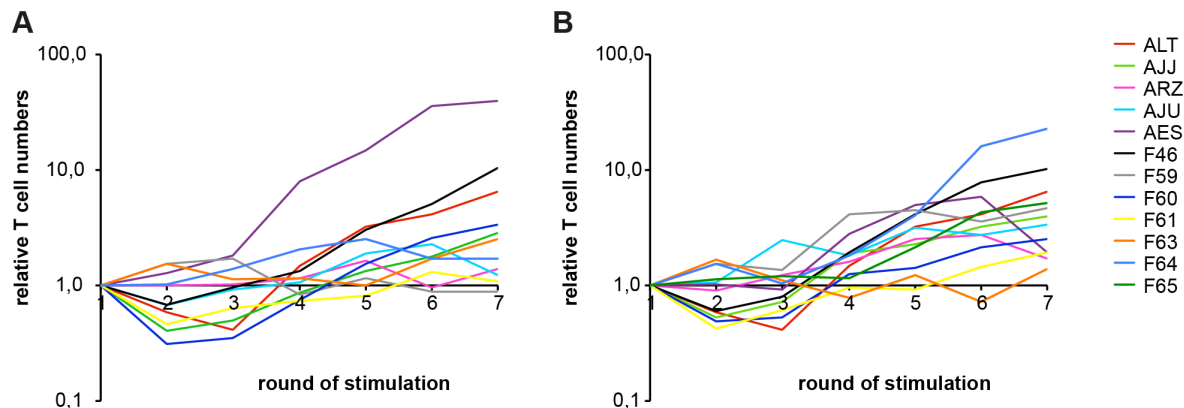 A
B
relative T cell numbers
100,0
10,0
1,0
0,1
1 2 3 4 5 6 7
round of stimulation
relative T cell numbers
100,0
10,0
1,0
0,1
1 2 3 4 5 6 7
round of stimulation
ALT
AJJ
ARZ
AJU
AES
F46
F59
F60
F61
F63
F64
F65